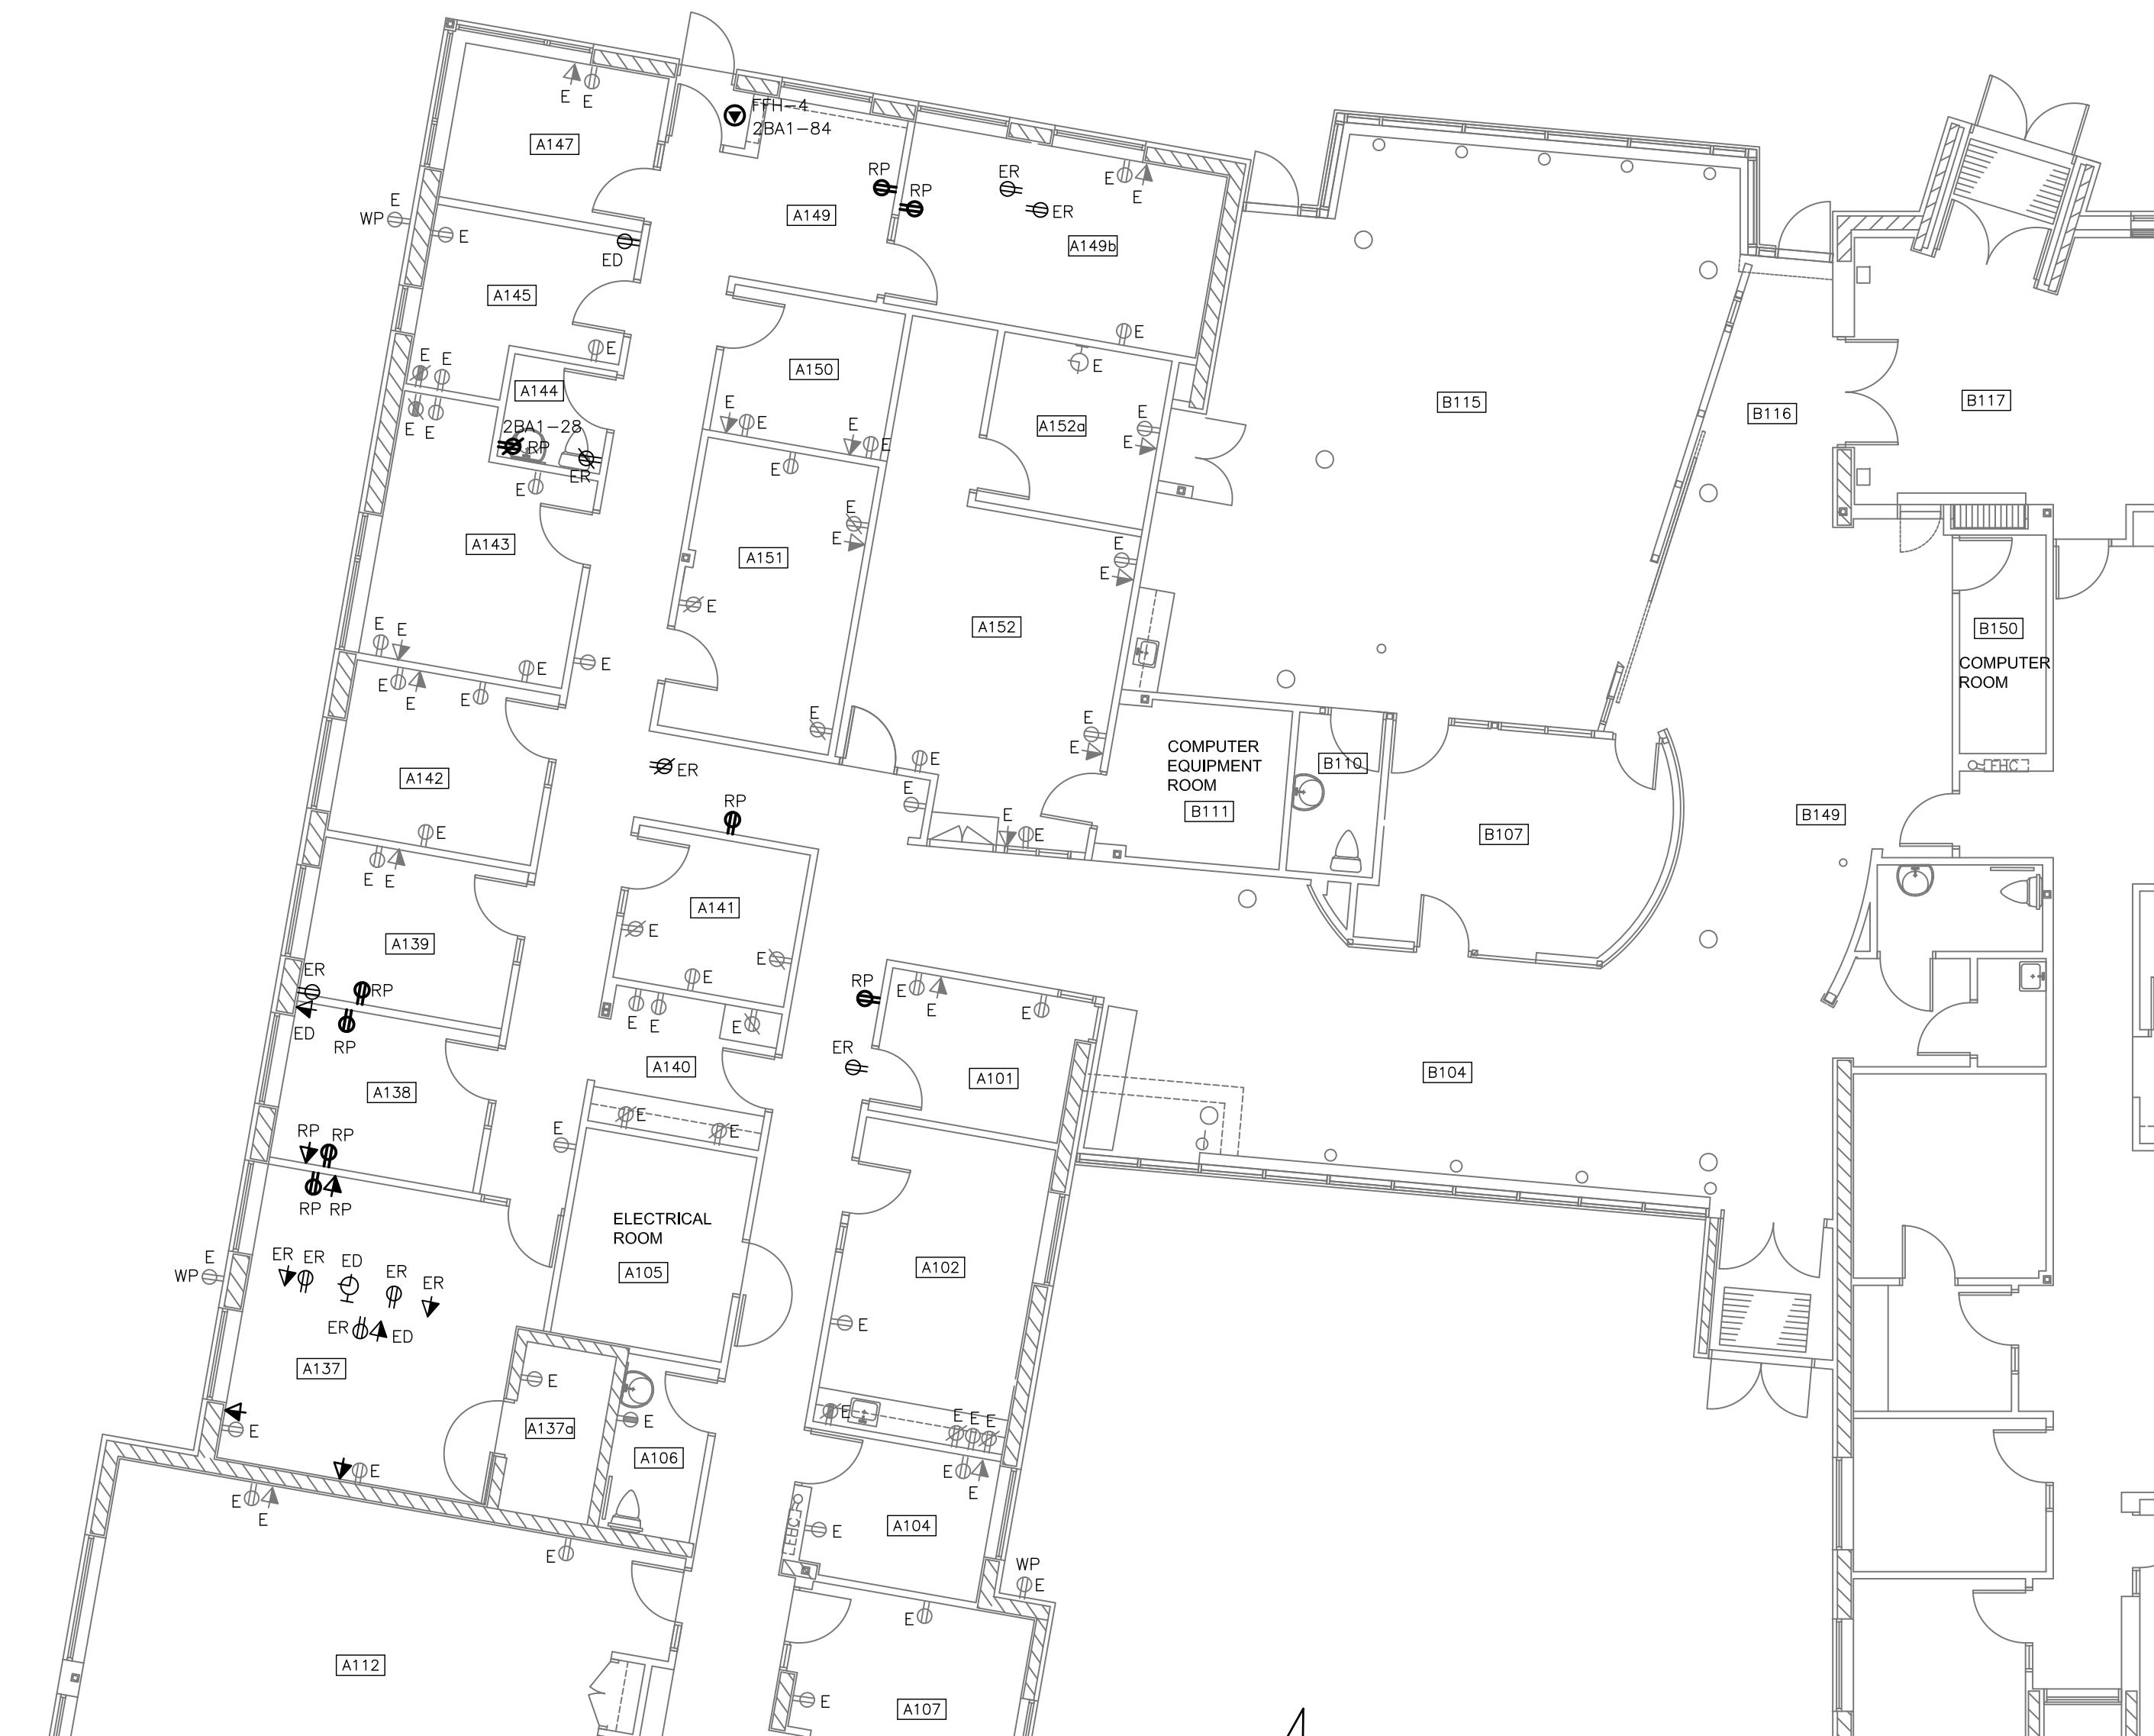 FFH-4
2BA1-84
E
E
A147
RP
RP
ER
ER
E
E
A149
A149b
E
WP
E
ED
A145
E
E
E
A144
E
E
2BA1-28
RP
ER
E
A143
E
E
E
E
E
E
E
A142
E
E
E
A139
ER
RP
ED
RP
A138
RP
RP
RP
RP
E
WP
ER
ER
ED
ER
ER
ER
ED
A137
E
E
E
E
A137a
E
A106
E
E
A112
A150
E
E
E
E
E
E
E
A151
E
E
ER
RP
A141
E
E
E
E
E
E
A140
E
E
E
ELECTRICAL
ROOM
A105
E
E
A152a
E
E
E
E
A152
E
E
E
E
E
E
RP
E
E
E
ER
A101
A102
E
E
E
E
E
E
E
A104
FHC
E
WP
E
E
E
A107
B115
B116
B117
COMPUTER
EQUIPMENT
ROOM
B111
B110
B107
B104
B149
B150
COMPUTER
ROOM
FHC